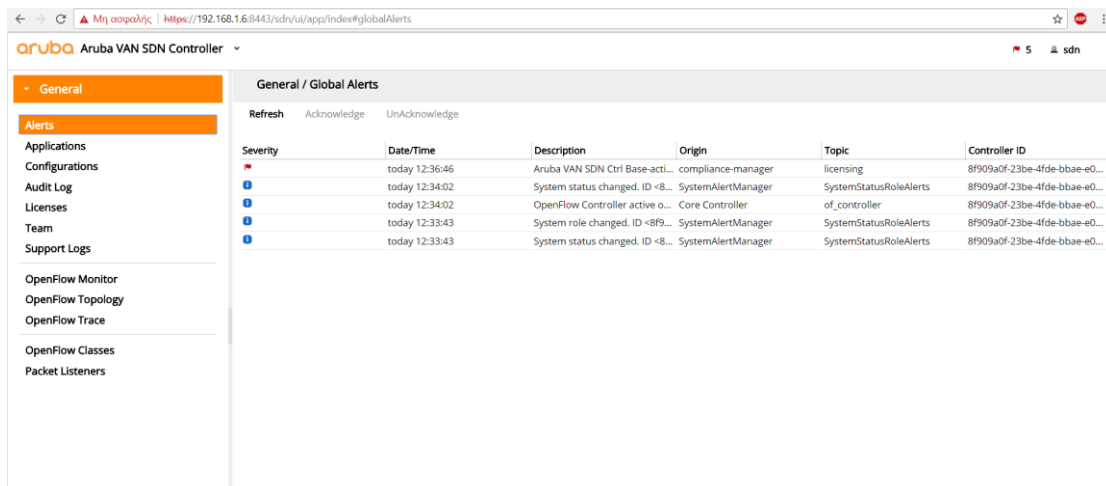 Μη ασφαλής https://192.168.1.6:8443/sdn/ui/app/index#globalAlerts ABP
aruba Aruba VAN SDN Controller 5 sdn
General
General / Global Alerts
Refresh Acknowledge UnAcknowledge
Alerts
Applications
Configurations
Audit Log
Licenses
Team
Support Logs
OpenFlow Monitor
OpenFlow Topology
OpenFlow Trace
OpenFlow Classes
Packet Listeners
Severity Date/Time Description Origin Topic Controller ID
today 12:36:46 Aruba VAN SDN Ctrl Base-acti... compliance-manager licensing 8f909a0f-23be-4fde-bbae-e0...
today 12:34:02 System status changed. ID <8... SystemAlertManager SystemStatusRoleAlerts 8f909a0f-23be-4fde-bbae-e0...
today 12:34:02 OpenFlow Controller active o... Core Controller of_controller 8f909a0f-23be-4fde-bbae-e0...
today 12:33:43 System role changed. ID <8f9... SystemAlertManager SystemStatusRoleAlerts 8f909a0f-23be-4fde-bbae-e0...
today 12:33:43 System status changed. ID <8... SystemAlertManager SystemStatusRoleAlerts 8f909a0f-23be-4fde-bbae-e0...